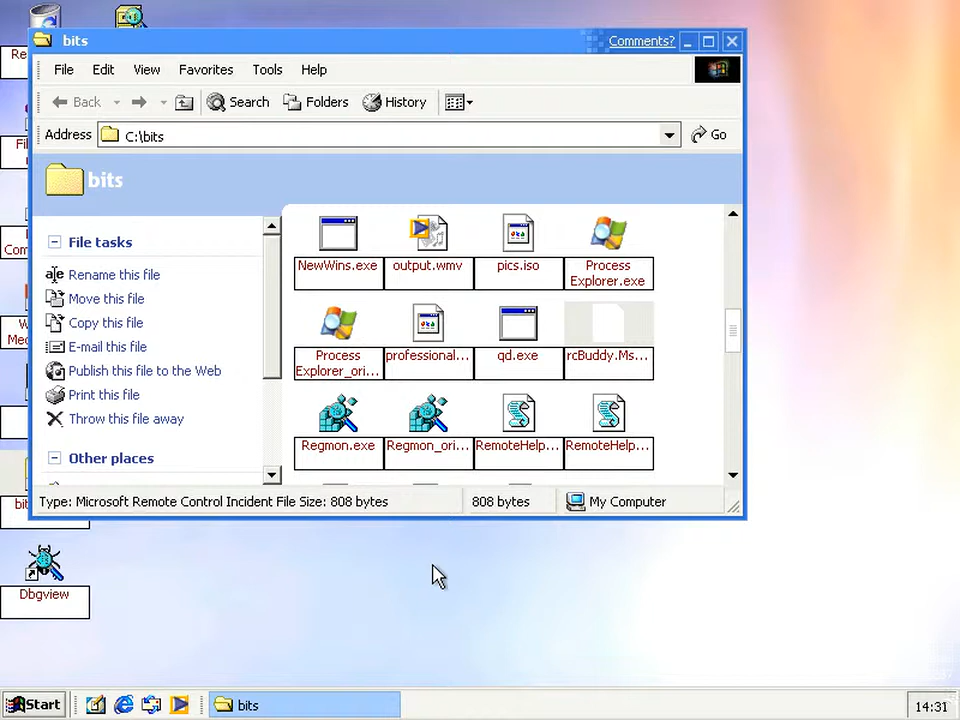 bits
Comments?
File Edit View Favorites Tools Help
Back Search Folders History
Address C:\bits Go
bits
File tasks
Rename this file
Move this file
Copy this file
E-mail this file
Publish this file to the Web
Print this file
Throw this file away
Other places
NewWins.exe output.wmv pics.iso Process Explorer.exe
Process Explorer_ori... professional... qd.exe rcBuddy.Ms...
Regmon.exe Regmon_ori... RemoteHelp... RemoteHelp...
Type: Microsoft Remote Control Incident File Size: 808 bytes 808 bytes My Computer
Dbgview
Start bits 14:31